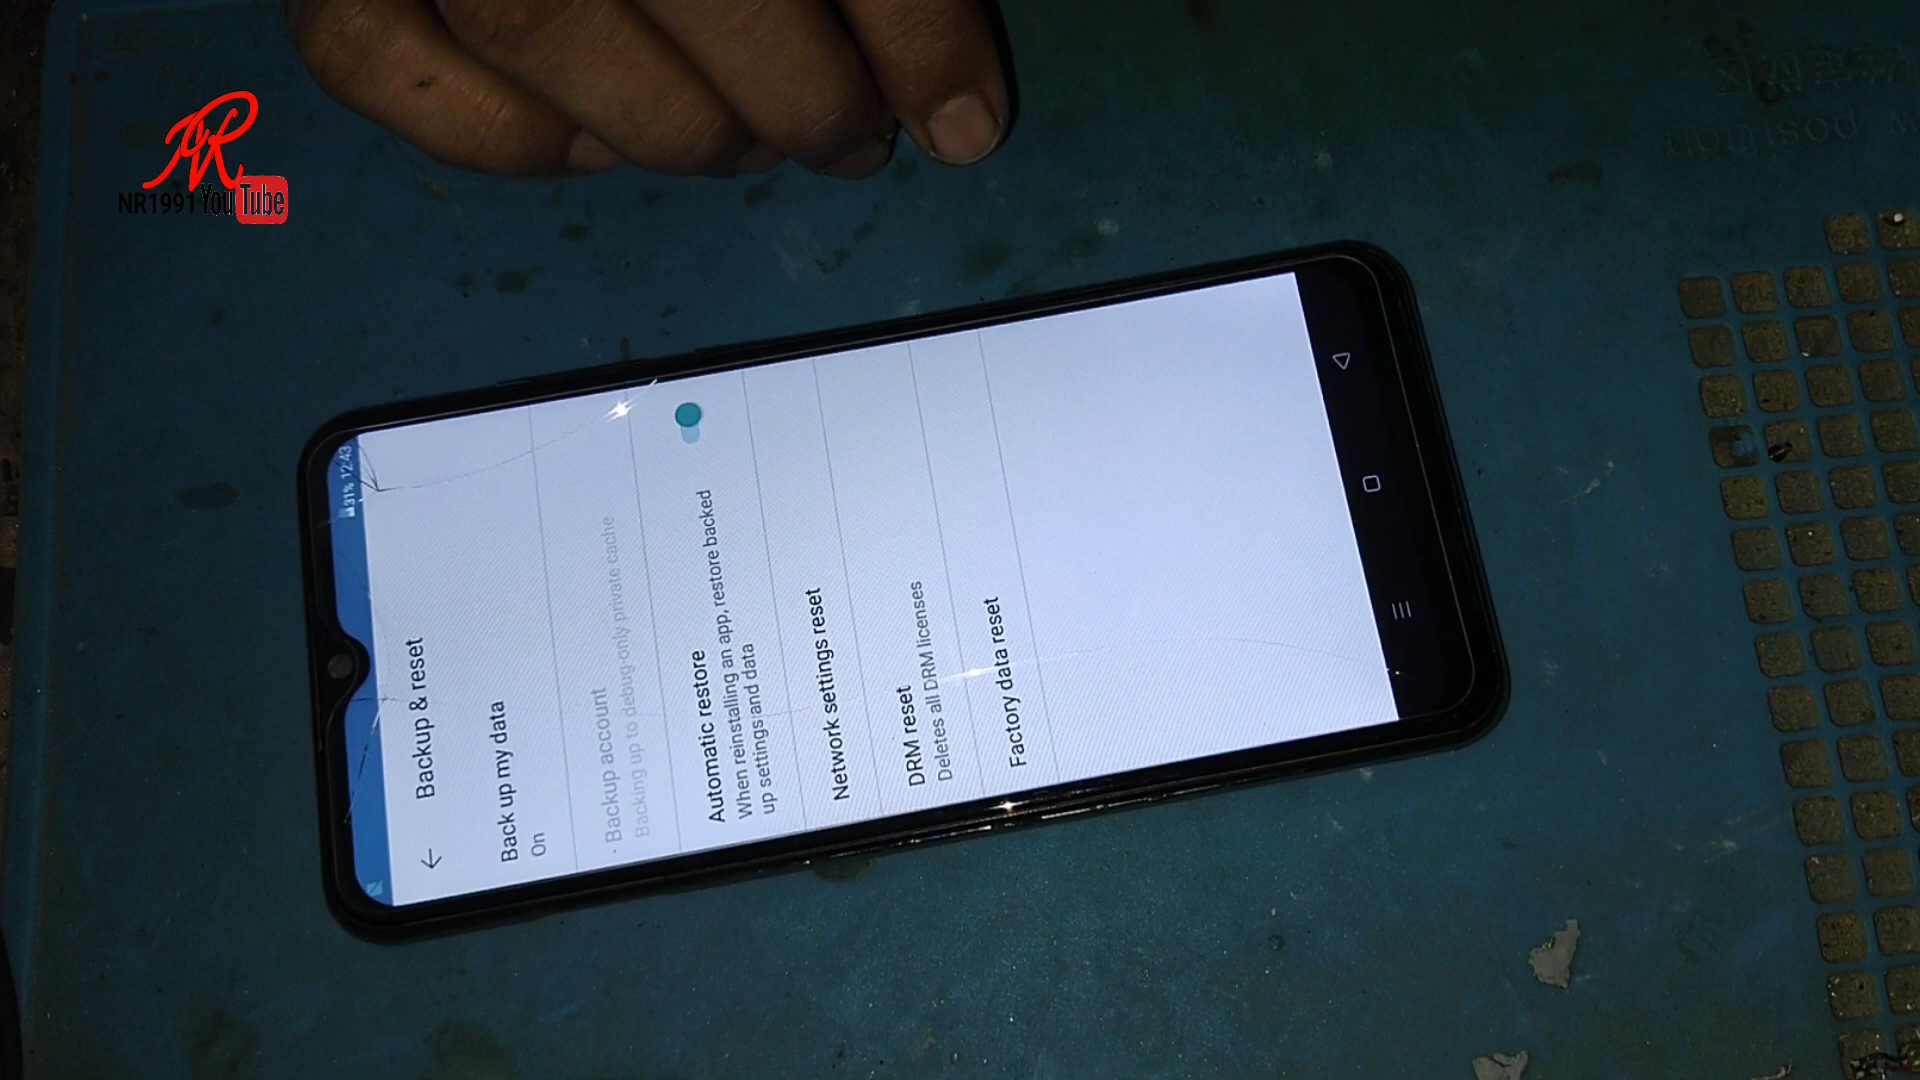 NR1991 YouTube
31% 12:43
Backup & reset
Back up my data
On
Backup account
Backing up to debug-only private cache
Automatic restore
When reinstalling an app, restore backed
up settings and data
Network settings reset
DRM reset
Deletes all DRM licenses
Factory data reset
position